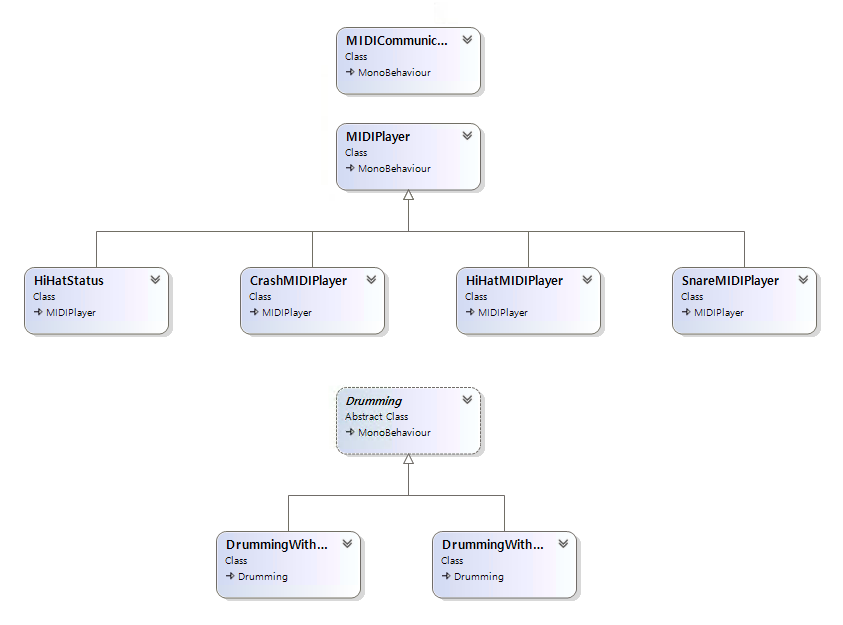 MIDICommunic...
Class
MonoBehaviour
MIDIPlayer
Class
MonoBehaviour
HiHatStatus
Class
MIDIPlayer
CrashMIDIPlayer
Class
MIDIPlayer
HiHatMIDIPlayer
Class
MIDIPlayer
SnareMIDIPlayer
Class
MIDIPlayer
Drumming
Abstract Class
MonoBehaviour
DrummingWith...
Class
Drumming
DrummingWith...
Class
Drumming